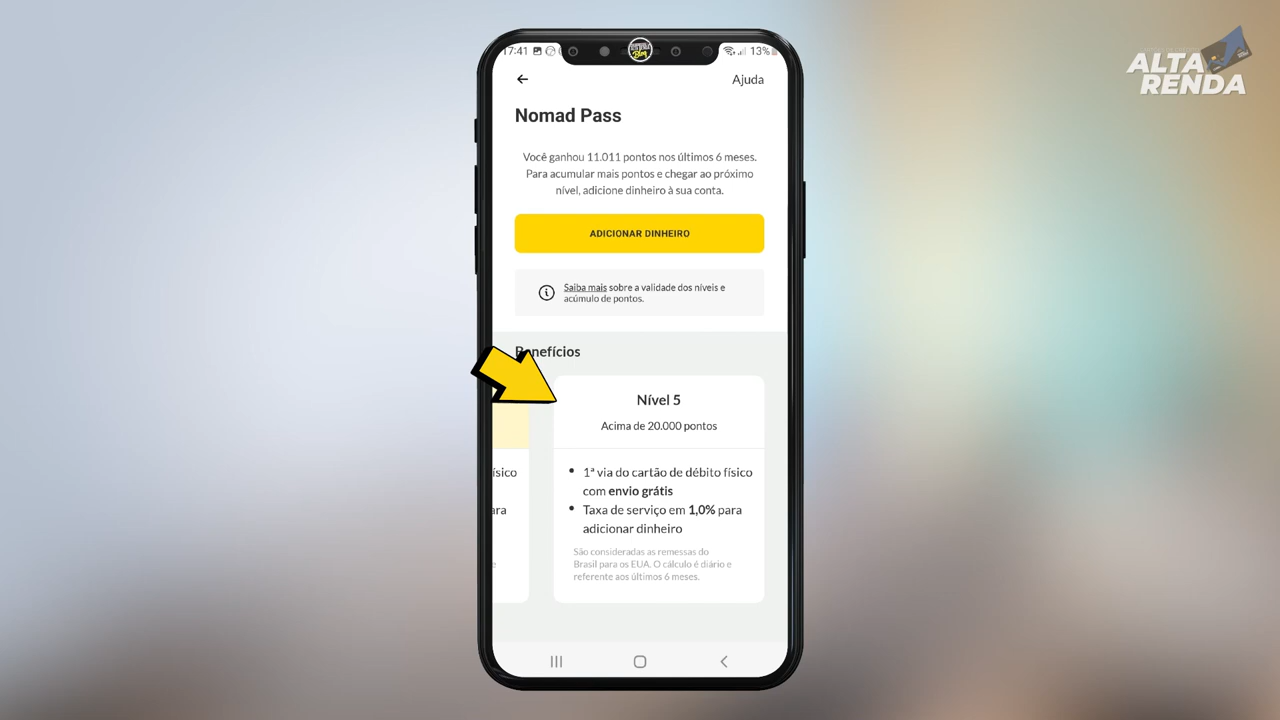 ALTA
RENDA
17:41
13%
Ajuda
Nomad Pass
Você ganhou 11.011 pontos nos últimos 6 meses.
Para acumular mais pontos e chegar ao próximo
nível, adicione dinheiro à sua conta.
ADICIONAR DINHEIRO
Saiba mais sobre a validade dos níveis e
acúmulo de pontos.
Benefícios
Nível 5
Acima de 20.000 pontos
ísico
ara
e
1ª via do cartão de débito físico
com envio grátis
Taxa de serviço em 1,0% para
adicionar dinheiro
São consideradas as remessas do
Brasil para os EUA. O cálculo é diário e
referente aos últimos 6 meses.